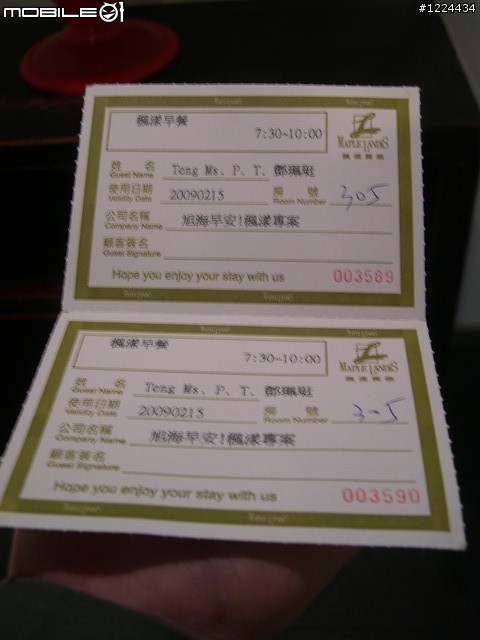 MOBILE01
#1224434
楓漾早餐
7:30~10:00
MAPLE LANDS
姓 名 Guest Name Teng Ms、P、T、鄧珮珽
使用日期 Validity Date 20090215 房 號 Room Number 305
公司名稱 Company Name 旭海早安!楓漾專案
顧客簽名 Guest Signature
Hope you enjoy your stay with us 003589
楓漾早餐
7:30~10:00
MAPLE LANDS
姓 名 Guest Name Teng Ms、P、T、鄧珮珽
使用日期 Validity Date 20090215 房 號 Room Number 305
公司名稱 Company Name 旭海早安!楓漾專案
顧客簽名 Guest Signature
Hope you enjoy your stay with us 003590